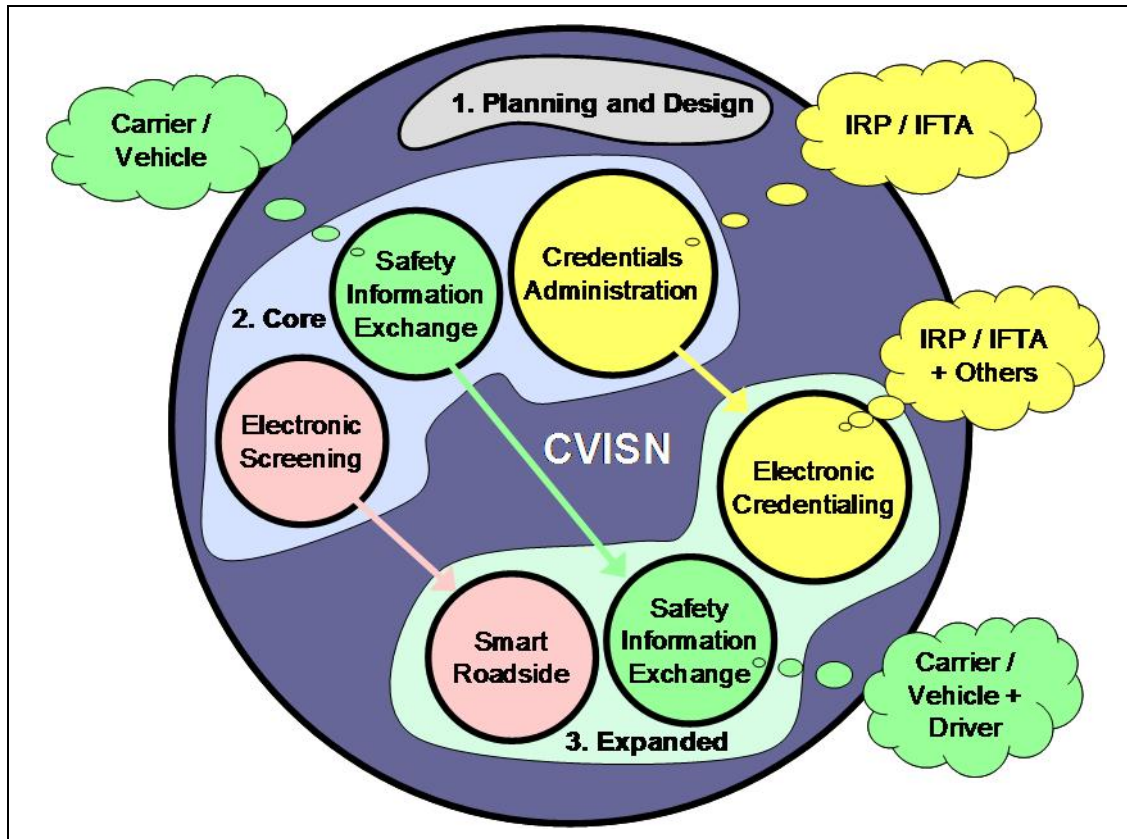 1. Planning and Design
Carrier /
Vehicle
IRP / IFTA
Safety
Information
Exchange
Credentials
Administration
2. Core
IRP / IFTA
+ Others
Electronic
Screening
CVISN
Electronic
Credentialing
Smart
Roadside
Safety
Information
Exchange
Carrier /
Vehicle +
Driver
3. Expanded